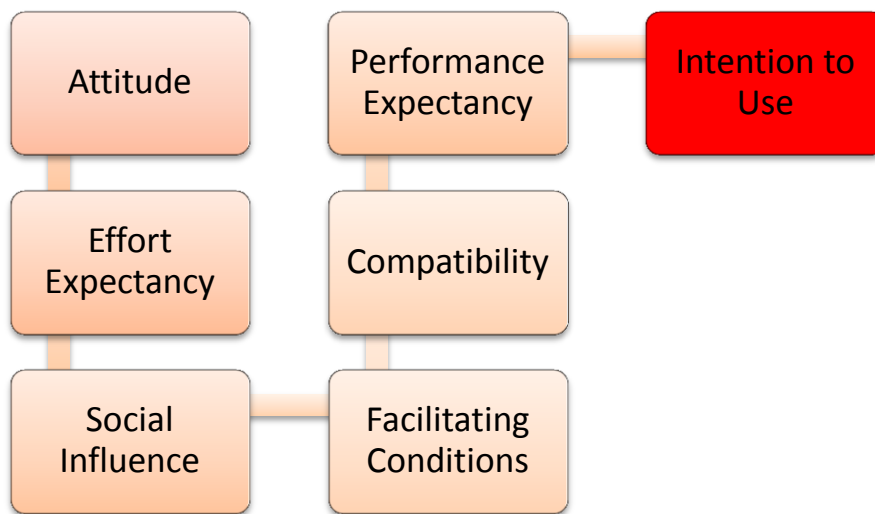 Attitude
Effort
Expectancy
Social
Influence
Facilitating
Conditions
Compatibility
Performance
Expectancy
Intention to
Use